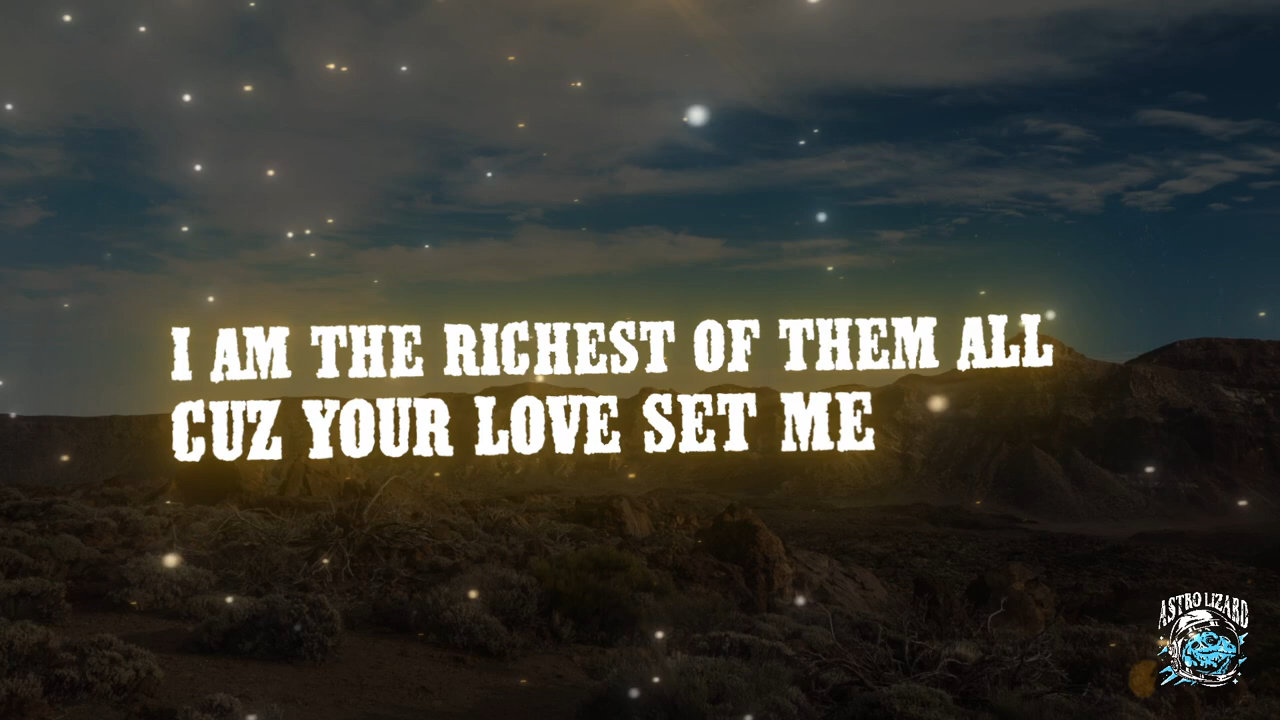 I AM THE RICHEST OF THEM ALL
CUZ YOUR LOVE SET ME
ASTRO LIZARD